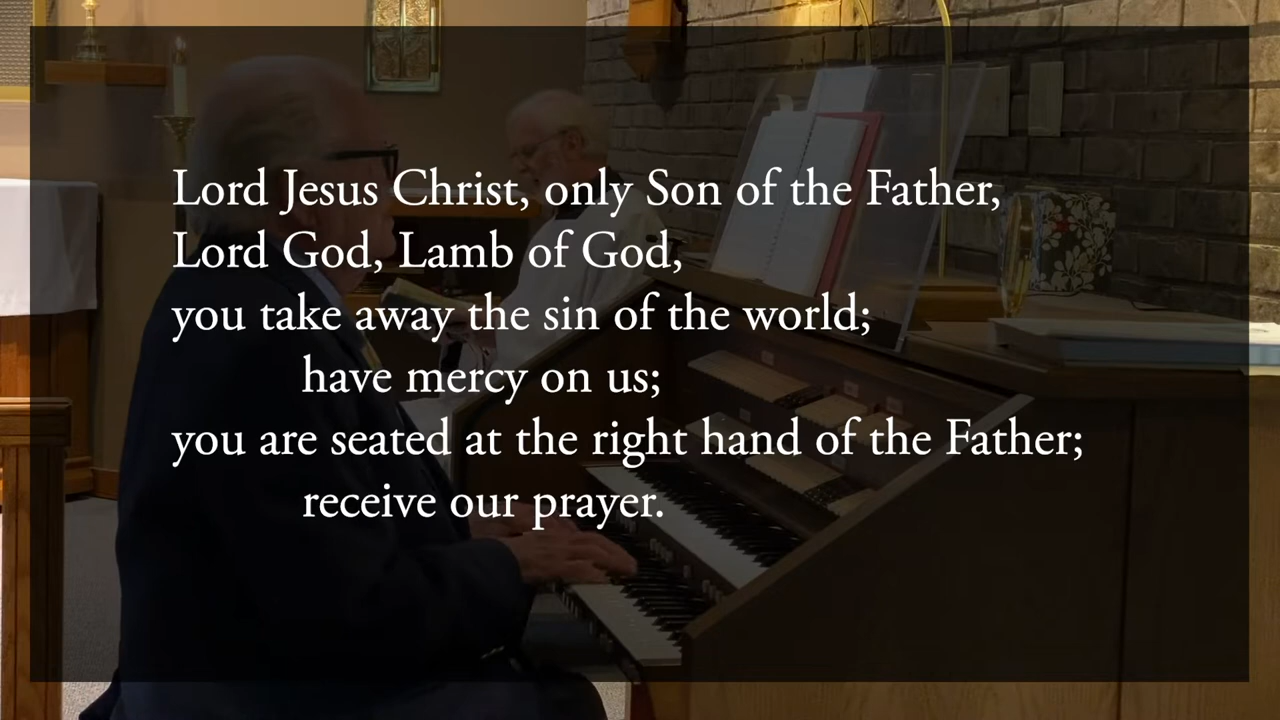 Lord Jesus Christ, only Son of the Father,
Lord God, Lamb of God,
you take away the sin of the world;
have mercy on us;
you are seated at the right hand of the Father;
receive our prayer.